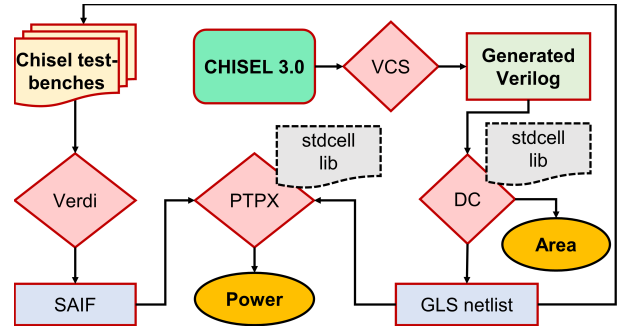 Chisel test-
benches
CHISEL 3.0
VCS
Generated
Verilog
stdcell
lib
stdcell
lib
Verdi
PTPX
DC
Area
SAIF
Power
GLS netlist